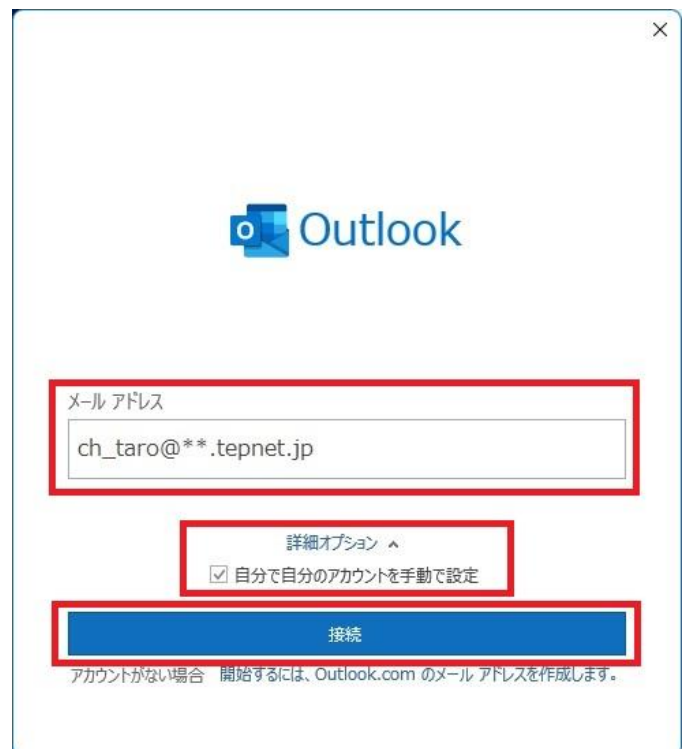 Outlook
メール アドレス
ch_taro@**.tepnet.jp
詳細オプション
自分で自分のアカウントを手動で設定
接続
アカウントがない場合 開始するには、Outlook.com のメール アドレスを作成します。